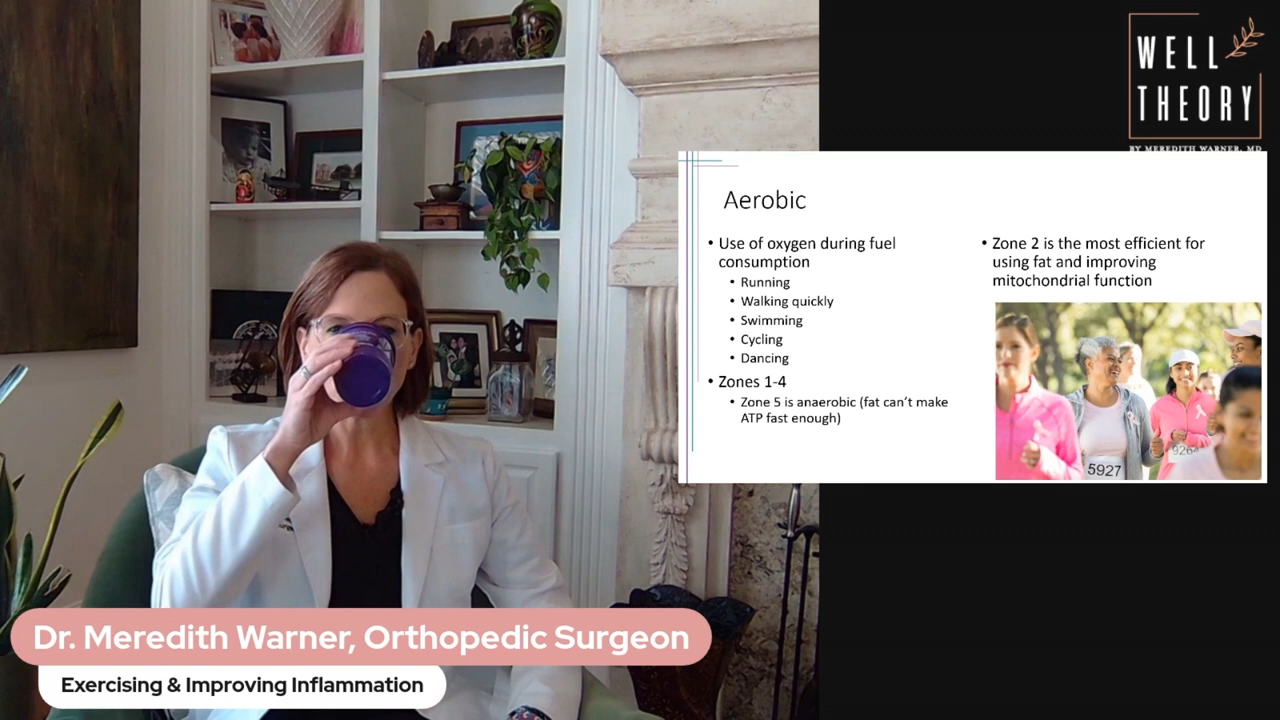 WELL
THEORY
BY MEREDITH WARNER, MD
Aerobic
• Use of oxygen during fuel
consumption
• Running
• Walking quickly
• Swimming
• Cycling
• Dancing
• Zones 1-4
• Zone 5 is anaerobic (fat can’t make
ATP fast enough)
• Zone 2 is the most efficient for
using fat and improving
mitochondrial function
5927
926
Dr. Meredith Warner, Orthopedic Surgeon
Exercising & Improving Inflammation